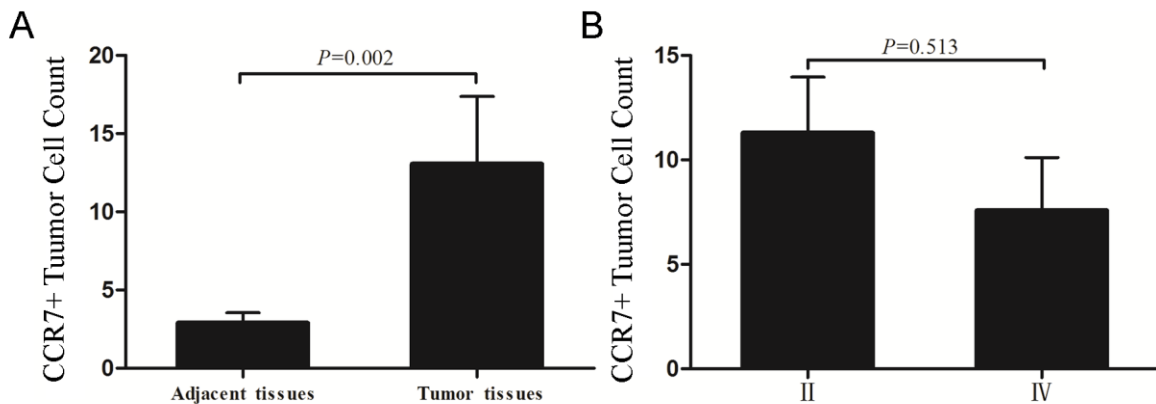 A
CCR7+ Tuumor Cell Count
20
15
10
5
0
P=0.002
Adjacent tissues
Tumor tissues
B
CCR7+ Tuumor Cell Count
15
10
5
0
P=0.513
II
IV